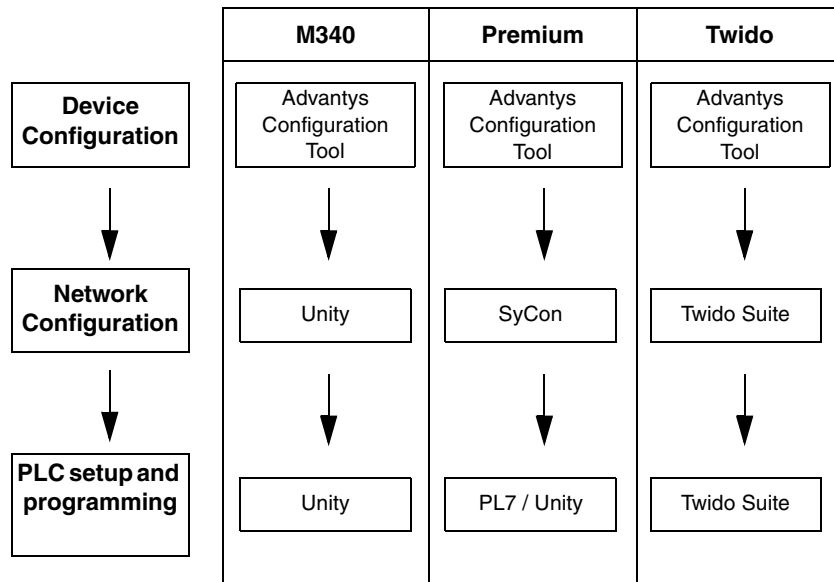 M340 Premium Twido
Device
Configuration
Advantys
Configuration
Tool
Advantys
Configuration
Tool
Advantys
Configuration
Tool
Network
Configuration
Unity
SyCon
Twido Suite
PLC setup and
programming
Unity
PL7 / Unity
Twido Suite